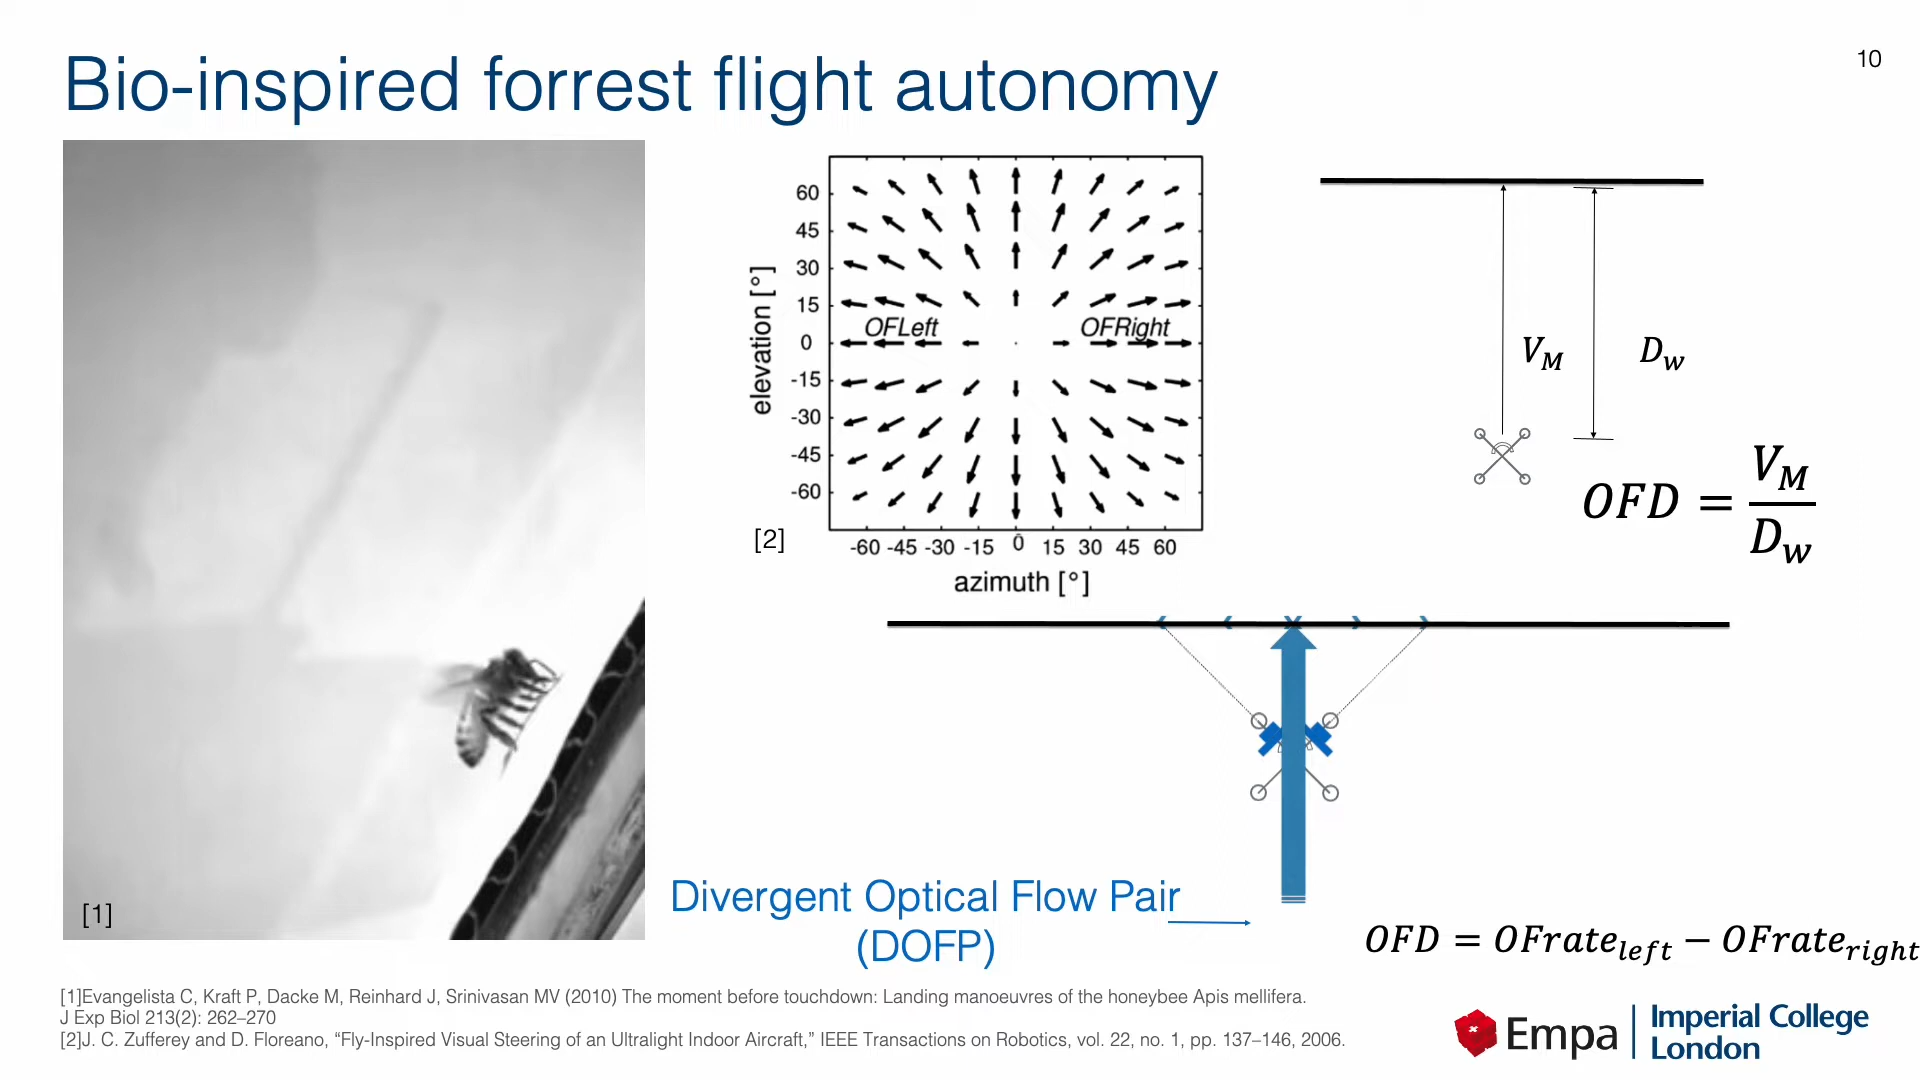 Bio-inspired forrest flight autonomy
10
[1]
elevation [°]
60
45
30
15
0
-15
-30
-45
-60
OFLeft
OFRight
-60 -45 -30 -15 0 15 30 45 60
azimuth [°]
[2]
V_M
D_w
OFD = V_M / D_w
Divergent Optical Flow Pair
(DOFP)
OFD = OFrate_left − OFrate_right
[1]Evangelista C, Kraft P, Dacke M, Reinhard J, Srinivasan MV (2010) The moment before touchdown: Landing manoeuvres of the honeybee Apis mellifera.
J Exp Biol 213(2): 262–270
[2]J. C. Zufferey and D. Floreano, “Fly-Inspired Visual Steering of an Ultralight Indoor Aircraft,” IEEE Transactions on Robotics, vol. 22, no. 1, pp. 137–146, 2006.
Empa
Imperial College
London